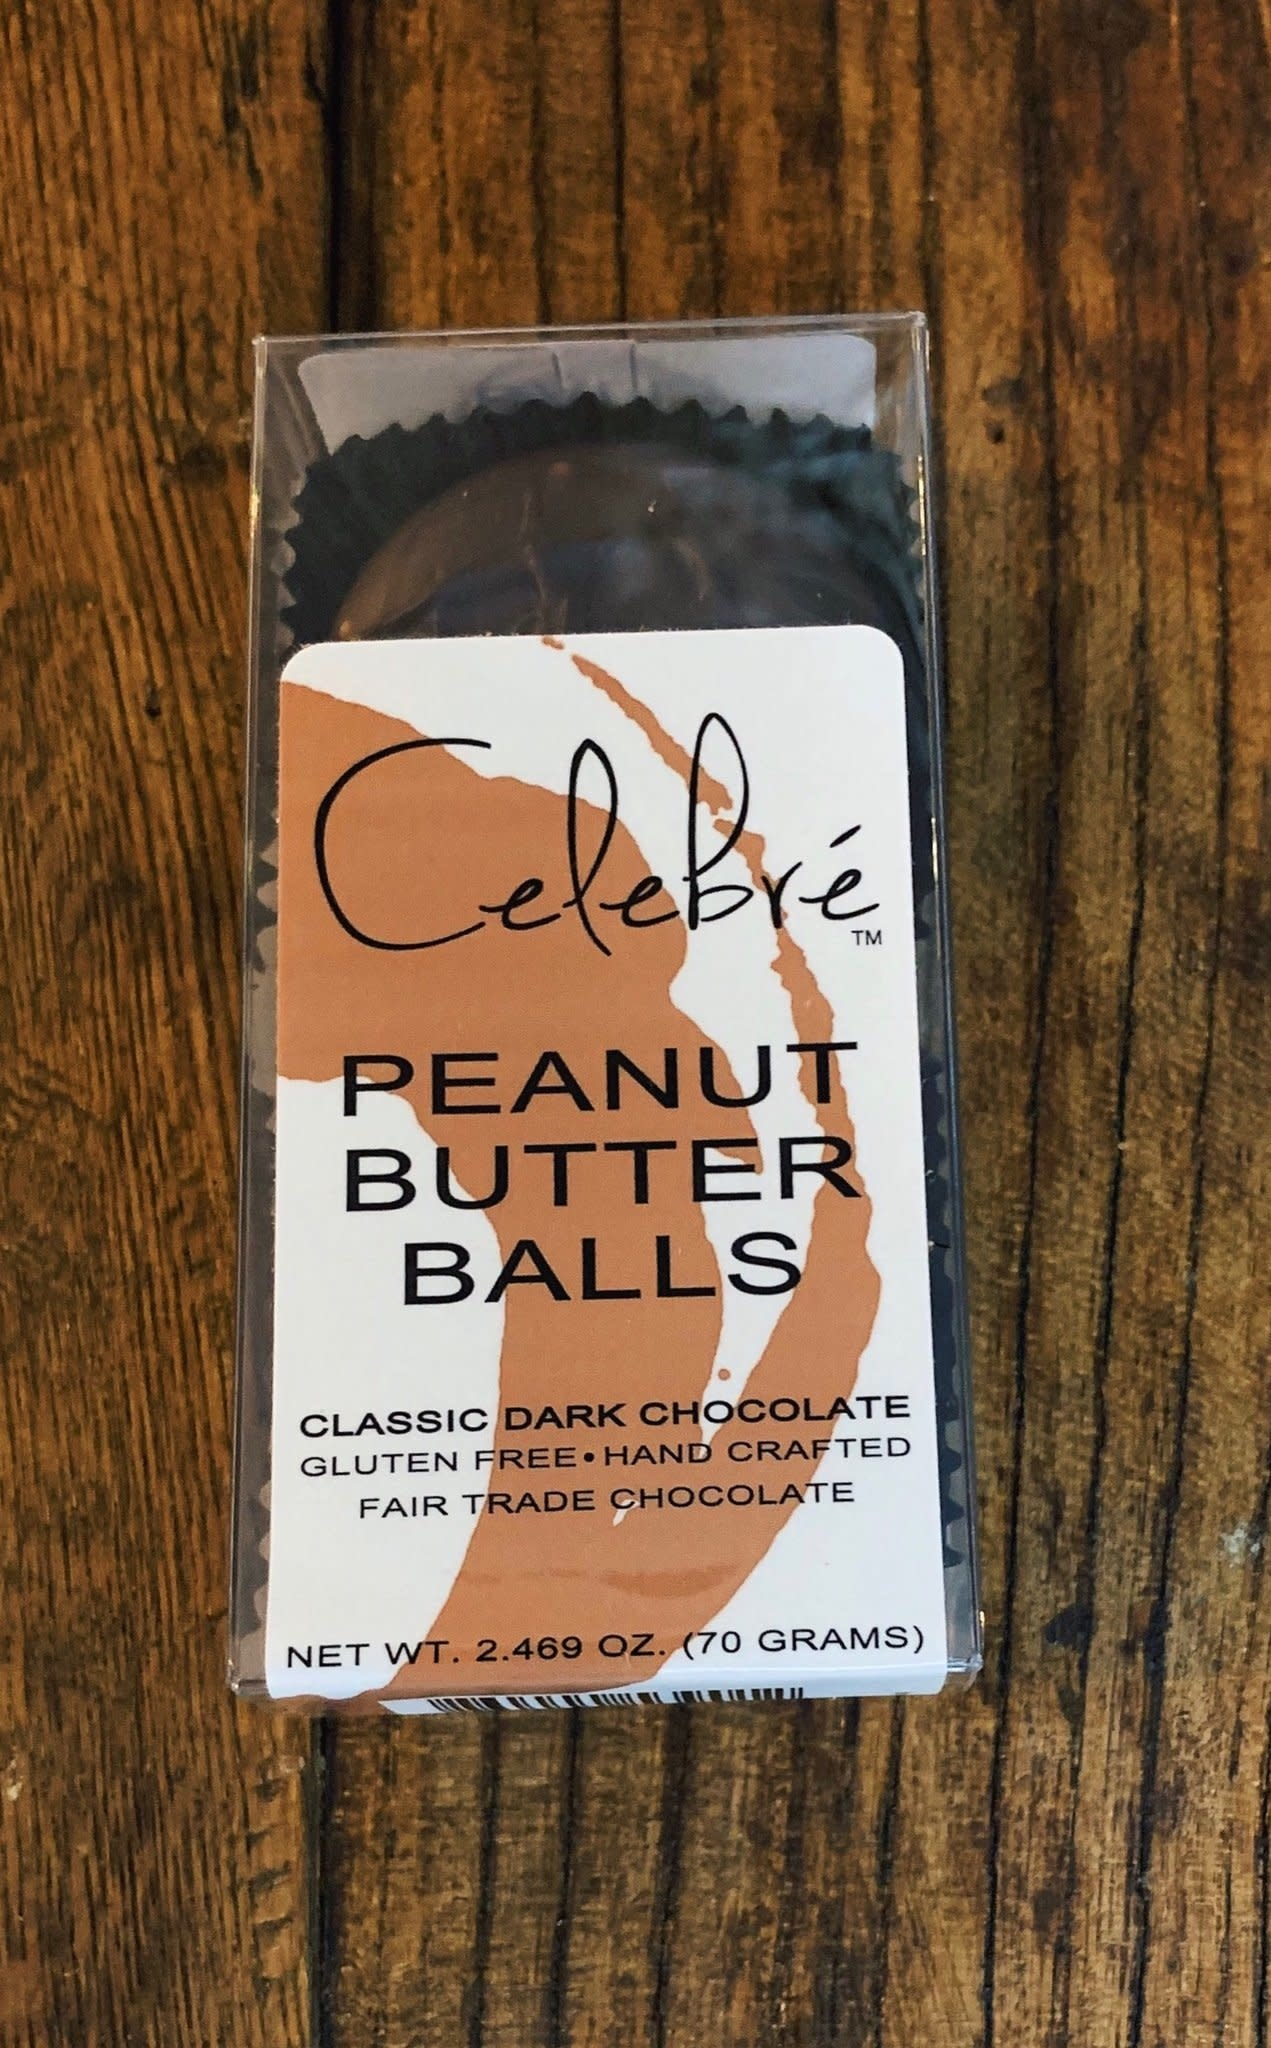 Celebré
TM
PEANUT
BUTTER
BALLS
CLASSIC DARK CHOCOLATE
GLUTEN FREE•HAND CRAFTED
FAIR TRADE CHOCOLATE
NET WT. 2.469 OZ. (70 GRAMS)